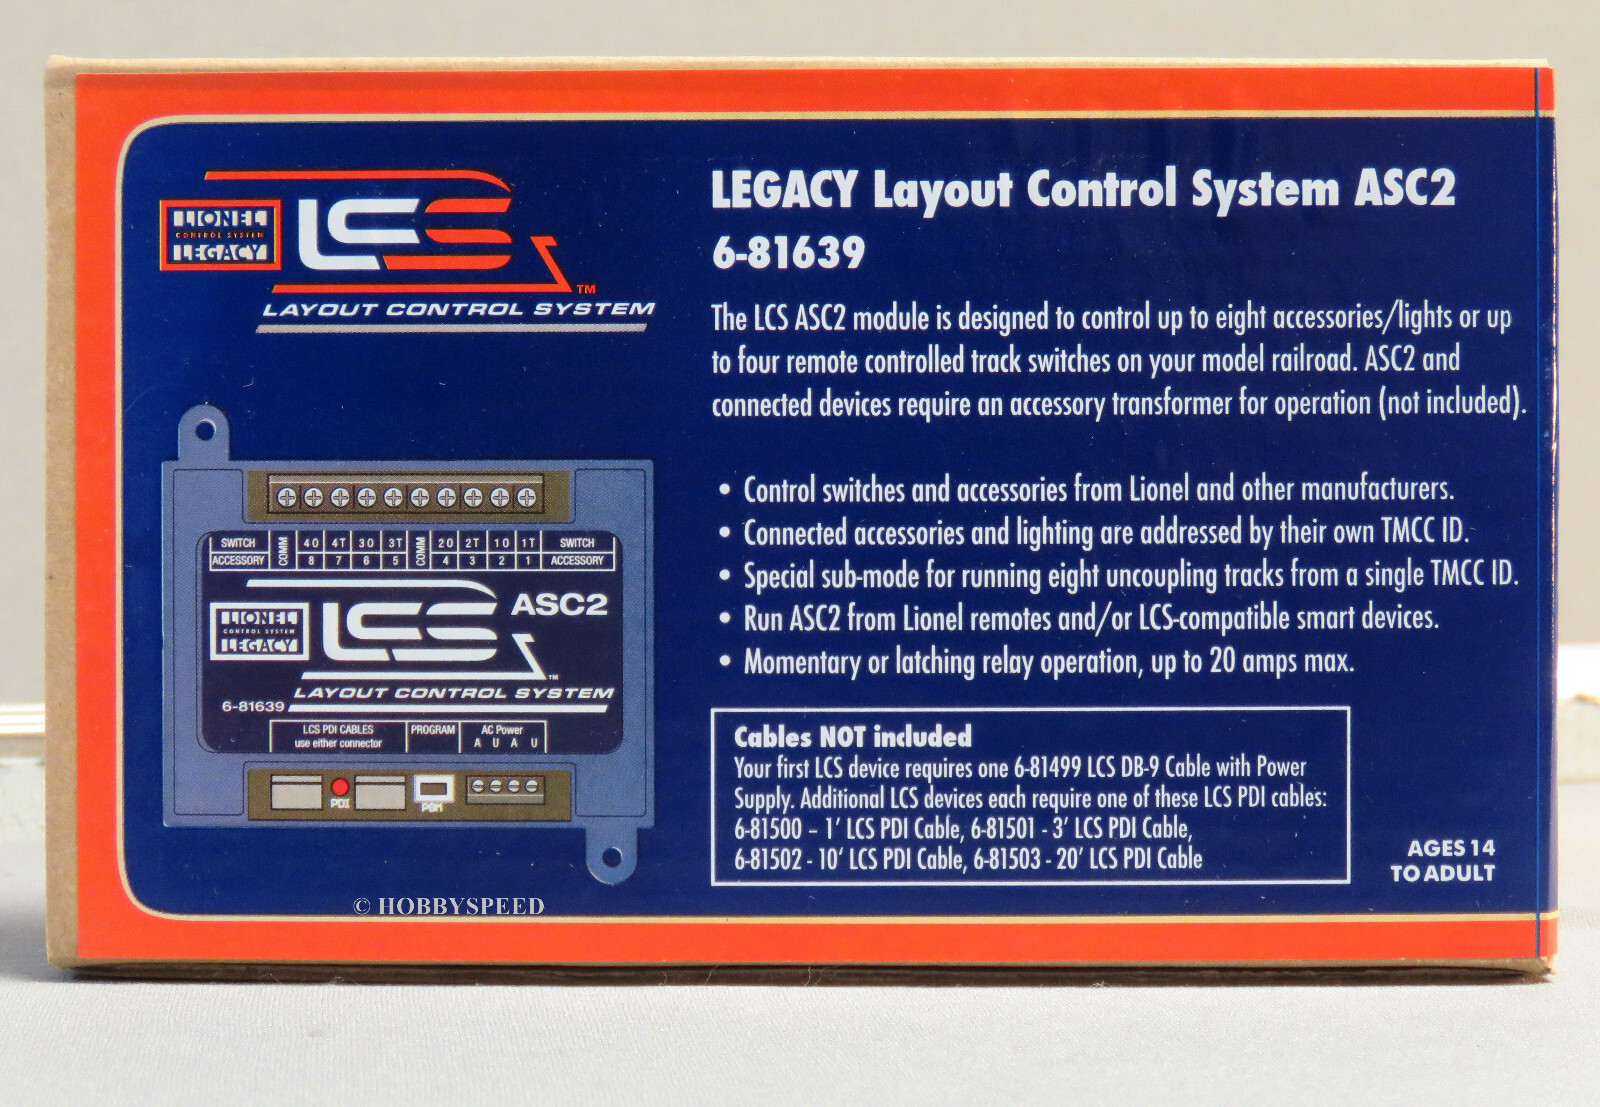 LIONEL
CONTROL SYSTEM
LEGACY
LCS
TM
LAYOUT CONTROL SYSTEM
LEGACY Layout Control System ASC2
6-81639
The LCS ASC2 module is designed to control up to eight accessories/lights or up
to four remote controlled track switches on your model railroad. ASC2 and
connected devices require an accessory transformer for operation (not included).
• Control switches and accessories from Lionel and other manufacturers.
• Connected accessories and lighting are addressed by their own TMCC ID.
• Special sub-mode for running eight uncoupling tracks from a single TMCC ID.
• Run ASC2 from Lionel remotes and/or LCS-compatible smart devices.
• Momentary or latching relay operation, up to 20 amps max.
Cables NOT included
Your first LCS device requires one 6-81499 LCS DB-9 Cable with Power
Supply. Additional LCS devices each require one of these LCS PDI cables:
6-81500 – 1' LCS PDI Cable, 6-81501 - 3' LCS PDI Cable,
6-81502 - 10' LCS PDI Cable, 6-81503 - 20' LCS PDI Cable
AGES 14
TO ADULT
SWITCH COMM 4O 4T 3O 3T COMM 2O 2T 1O 1T SWITCH
ACCESSORY 8 7 6 5 4 3 2 1 ACCESSORY
LIONEL
CONTROL SYSTEM
LEGACY
LCS ASC2
TM
LAYOUT CONTROL SYSTEM
6-81639
LCS PDI CABLES PROGRAM AC Power
use either connector A U A U
PDI PGM
© HOBBYSPEED